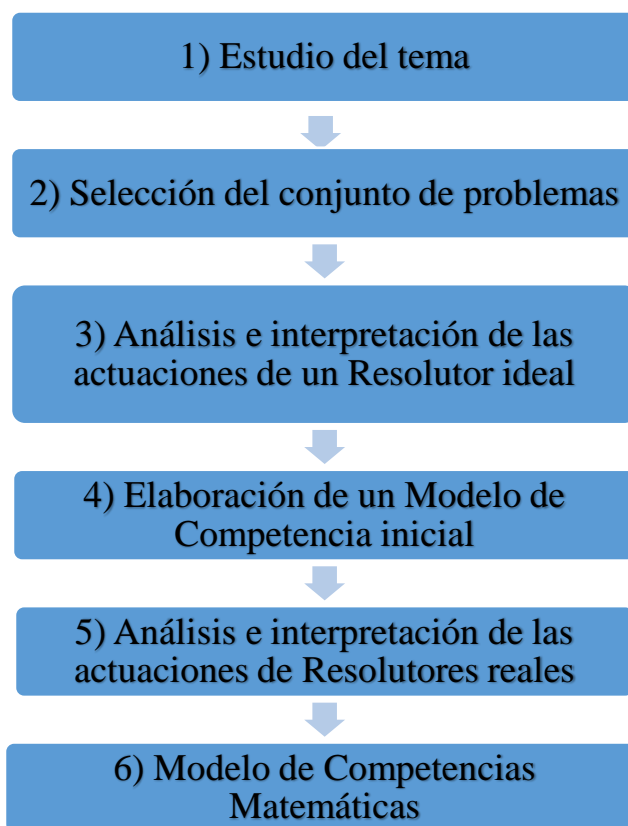 1) Estudio del tema
2) Selección del conjunto de problemas
3) Análisis e interpretación de las
actuaciones de un Resolutor ideal
4) Elaboración de un Modelo de
Competencia inicial
5) Análisis e interpretación de las
actuaciones de Resolutores reales
6) Modelo de Competencias
Matemáticas